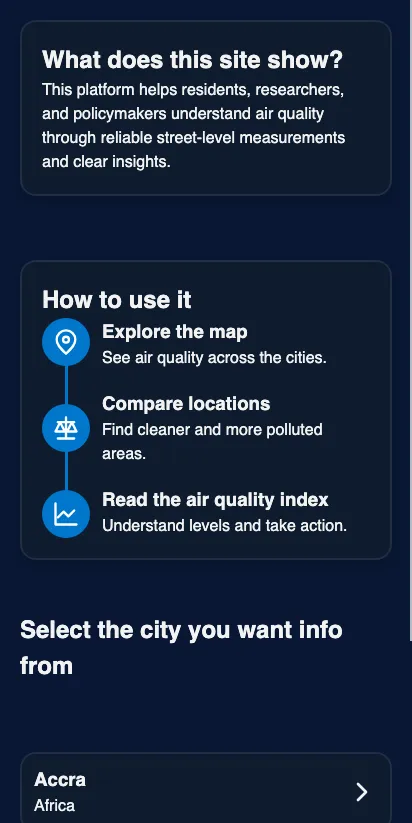 What does this site show?
This platform helps residents, researchers,
and policymakers understand air quality
through reliable street-level measurements
and clear insights.
How to use it
Explore the map
See air quality across the cities.
Compare locations
Find cleaner and more polluted
areas.
Read the air quality index
Understand levels and take action.
Select the city you want info
from
Accra
Africa